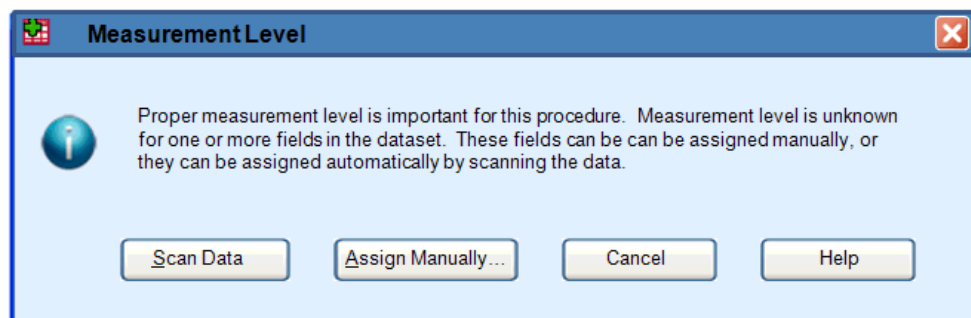 Measurement Level
Proper measurement level is important for this procedure. Measurement level is unknown
for one or more fields in the dataset. These fields can be can be assigned manually, or
they can be assigned automatically by scanning the data.
Scan Data Assign Manually... Cancel Help